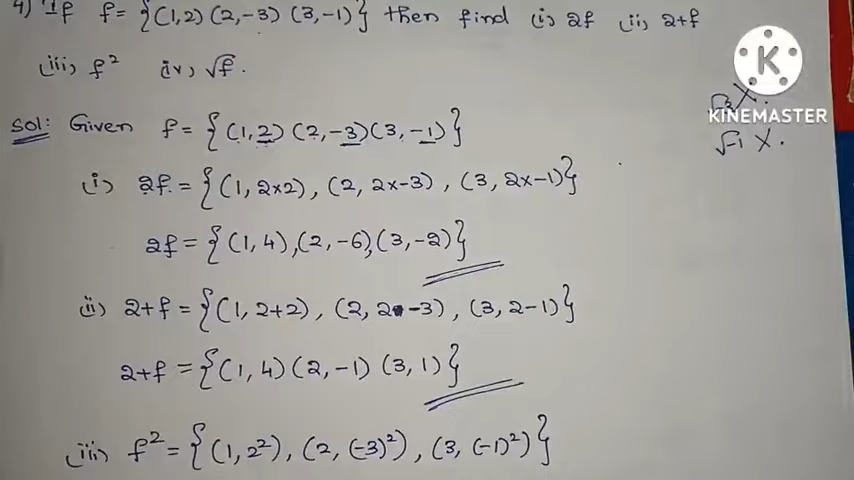 4) If f = {(1,2) (2,-3) (3,-1)} then find (i) 2f (ii) 2+f
(iii) f² (iv) √f.
Sol: Given f = {(1,2) (2,-3)(3,-1)}
(i) 2f = {(1, 2×2), (2, 2×-3), (3, 2×-1)}
2f = {(1, 4),(2, -6),(3, -2)}
(ii) 2+f = {(1, 2+2), (2, 2-3), (3, 2-1)}
2+f = {(1, 4) (2, -1) (3, 1)}
(iii) f² = {(1, 2²), (2, (-3)²), (3, (-1)²)}
K
KINEMASTER
√-1 X.